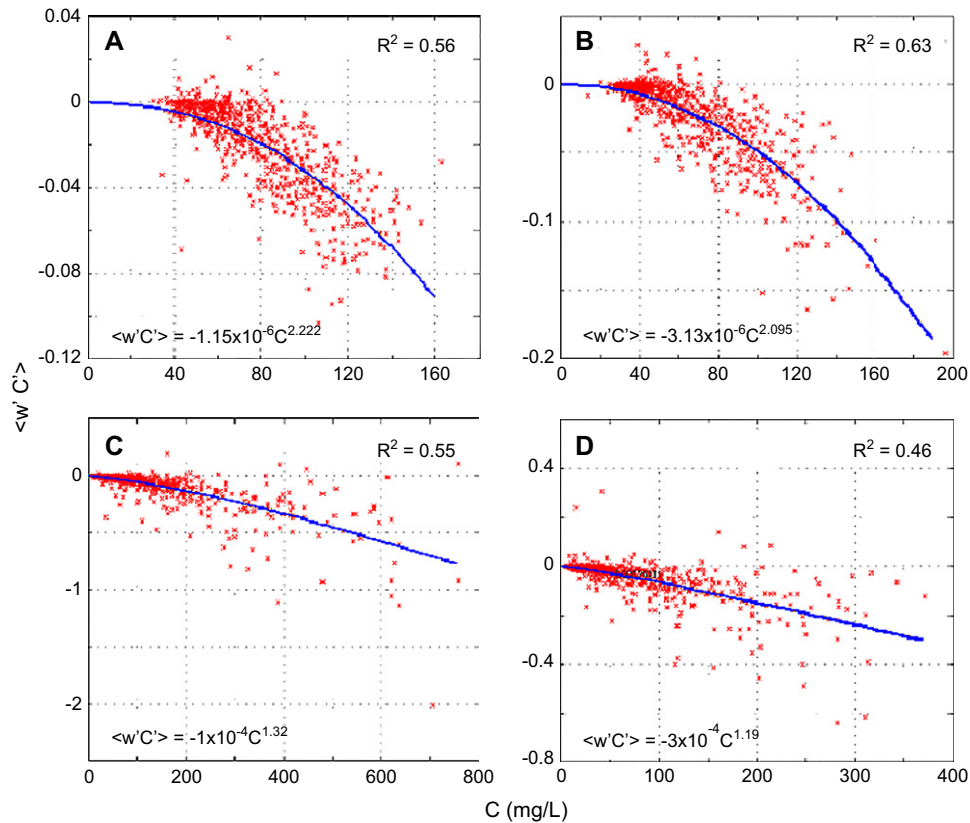 A
R² = 0.56
0.04
0
-0.04
-0.08
-0.12
<w'C'> = -1.15x10⁻⁶C²·²²²
0 40 80 120 160
B
R² = 0.63
0
-0.1
-0.2
<w'C'> = -3.13x10⁻⁶C²·⁰⁹⁵
0 40 80 120 160 200
<w' C'>
C
R² = 0.55
0
-1
-2
<w'C'> = -1x10⁻⁴C¹·³²
0 200 400 600 800
D
R² = 0.46
0.4
0
-0.4
-0.8
<w'C'> = -3x10⁻⁴C¹·¹⁹
0 100 200 300 400
C (mg/L)